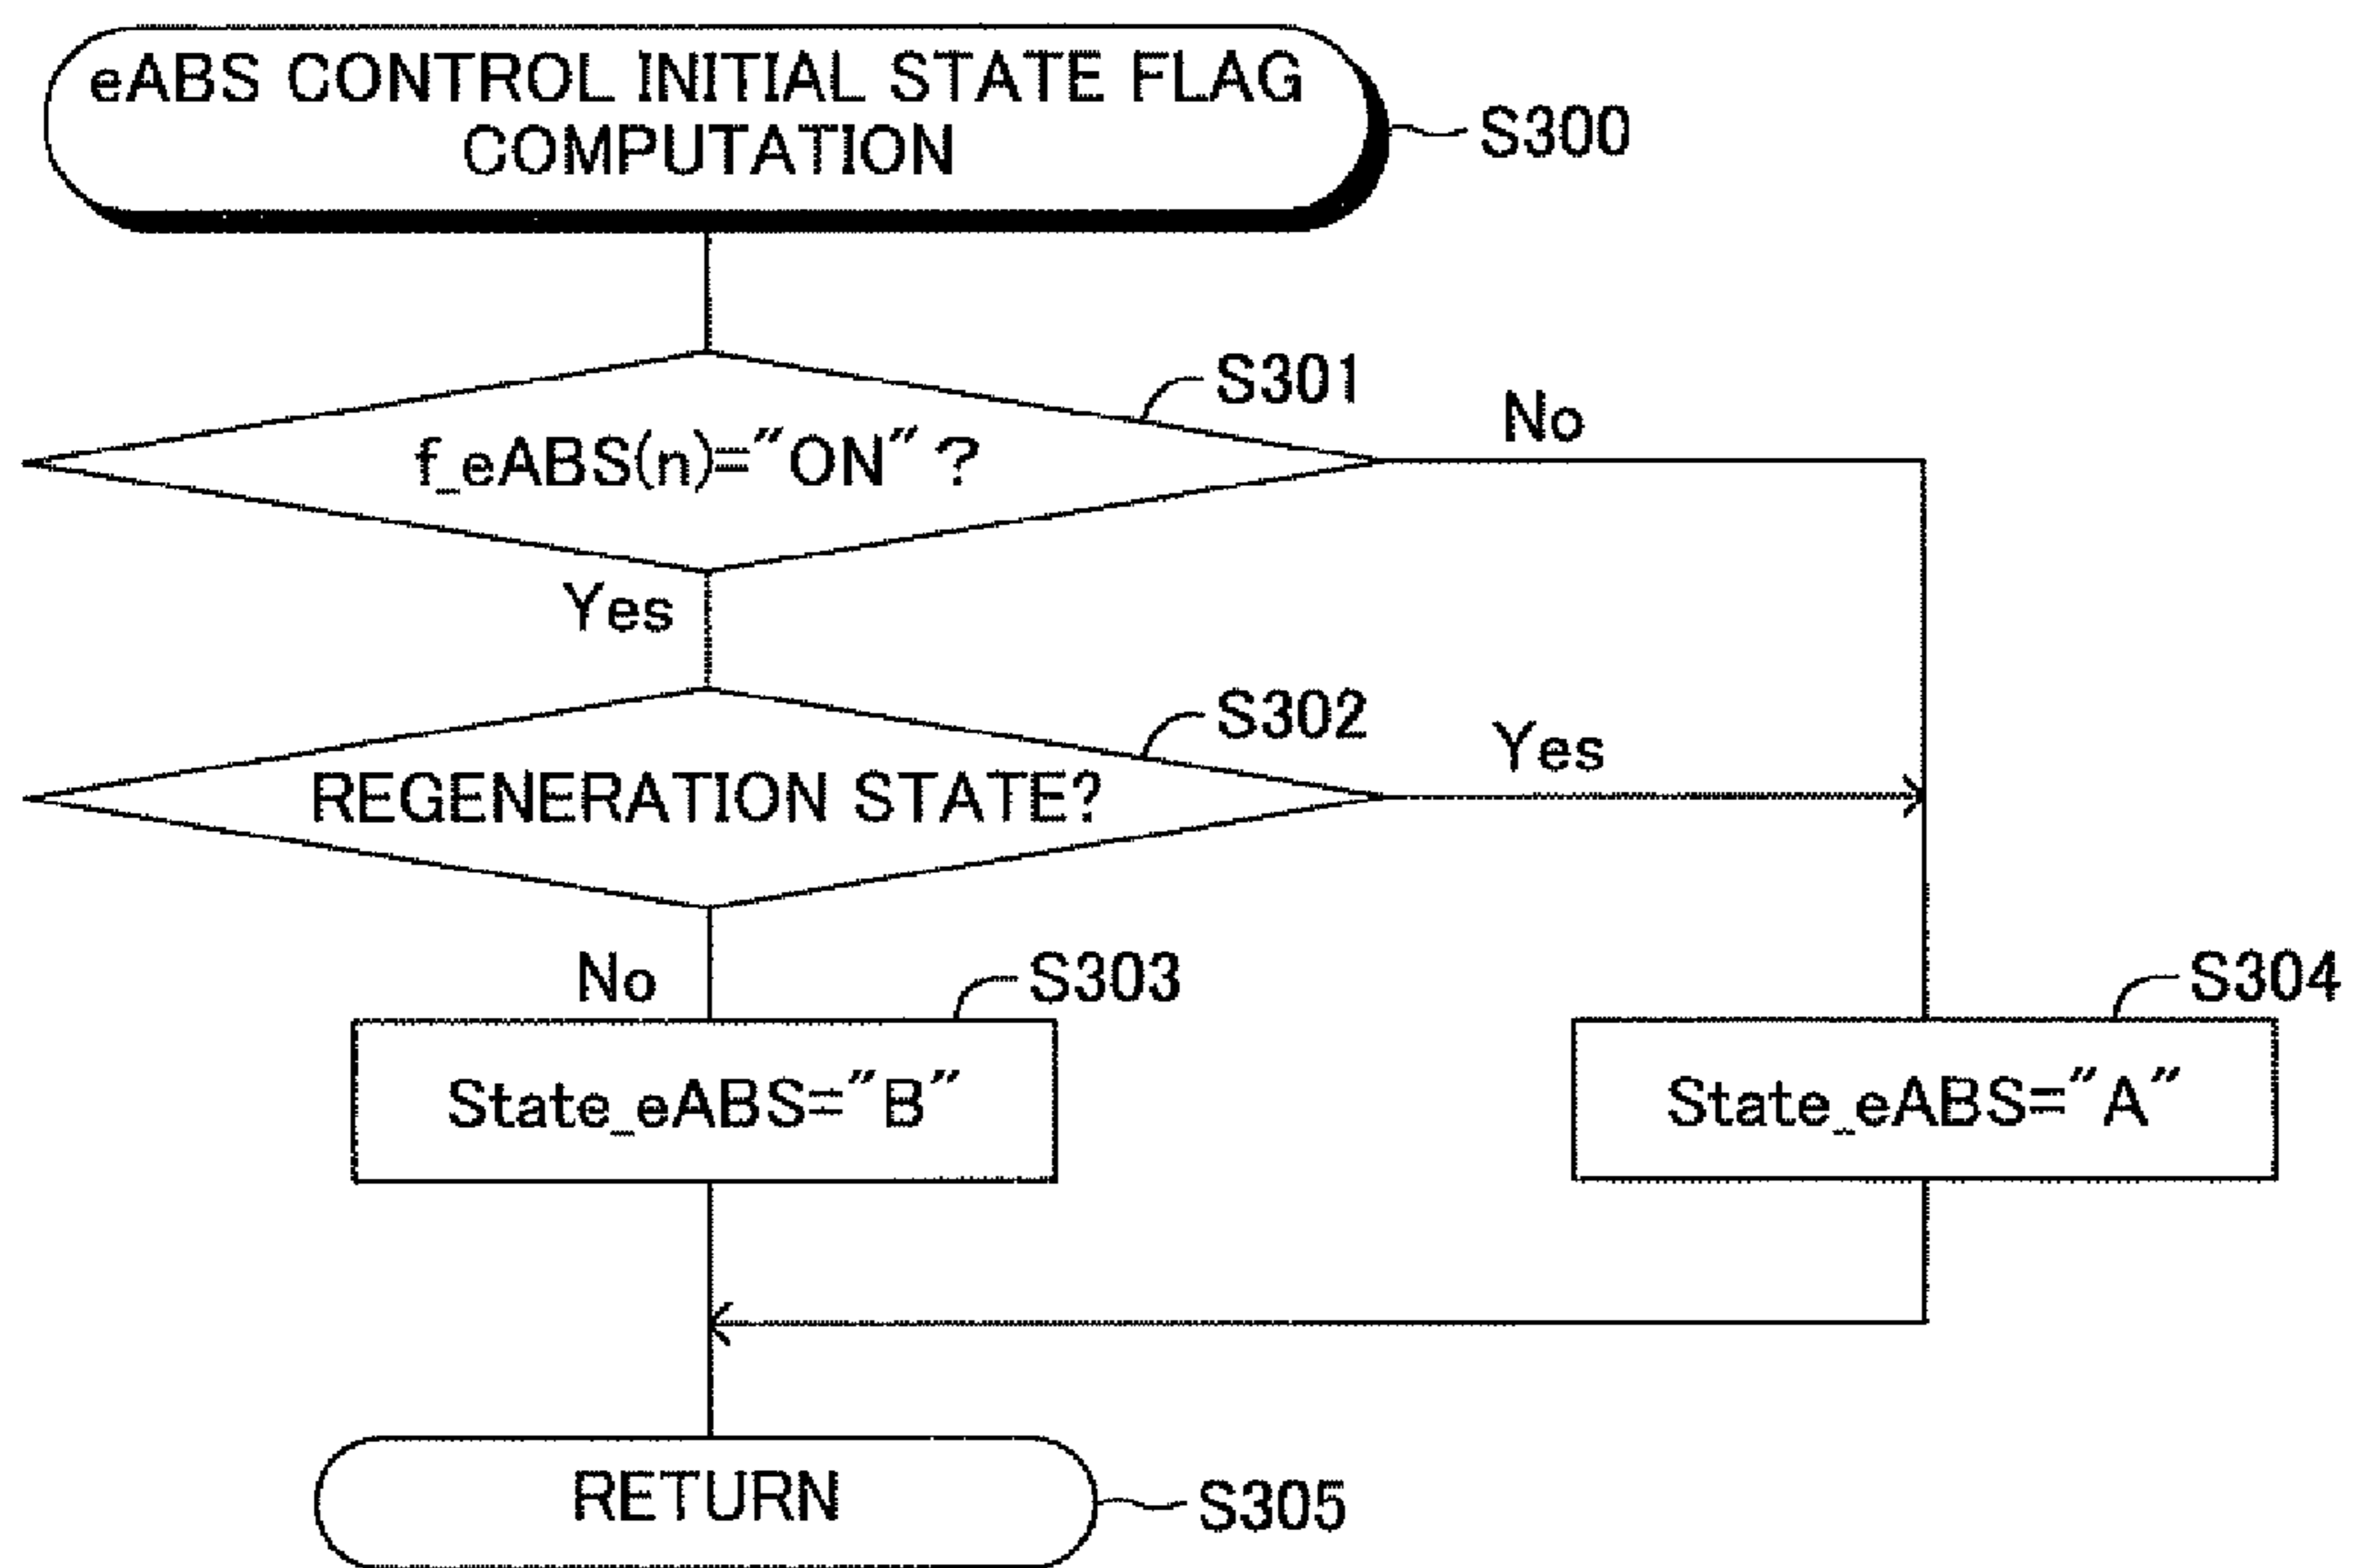 eABS CONTROL INITIAL STATE FLAG
COMPUTATION
S300
S301
No
f_eABS(n)="ON"?
Yes
S302
Yes
REGENERATION STATE?
No
S303
S304
State_eABS="B"
State_eABS="A"
RETURN
S305